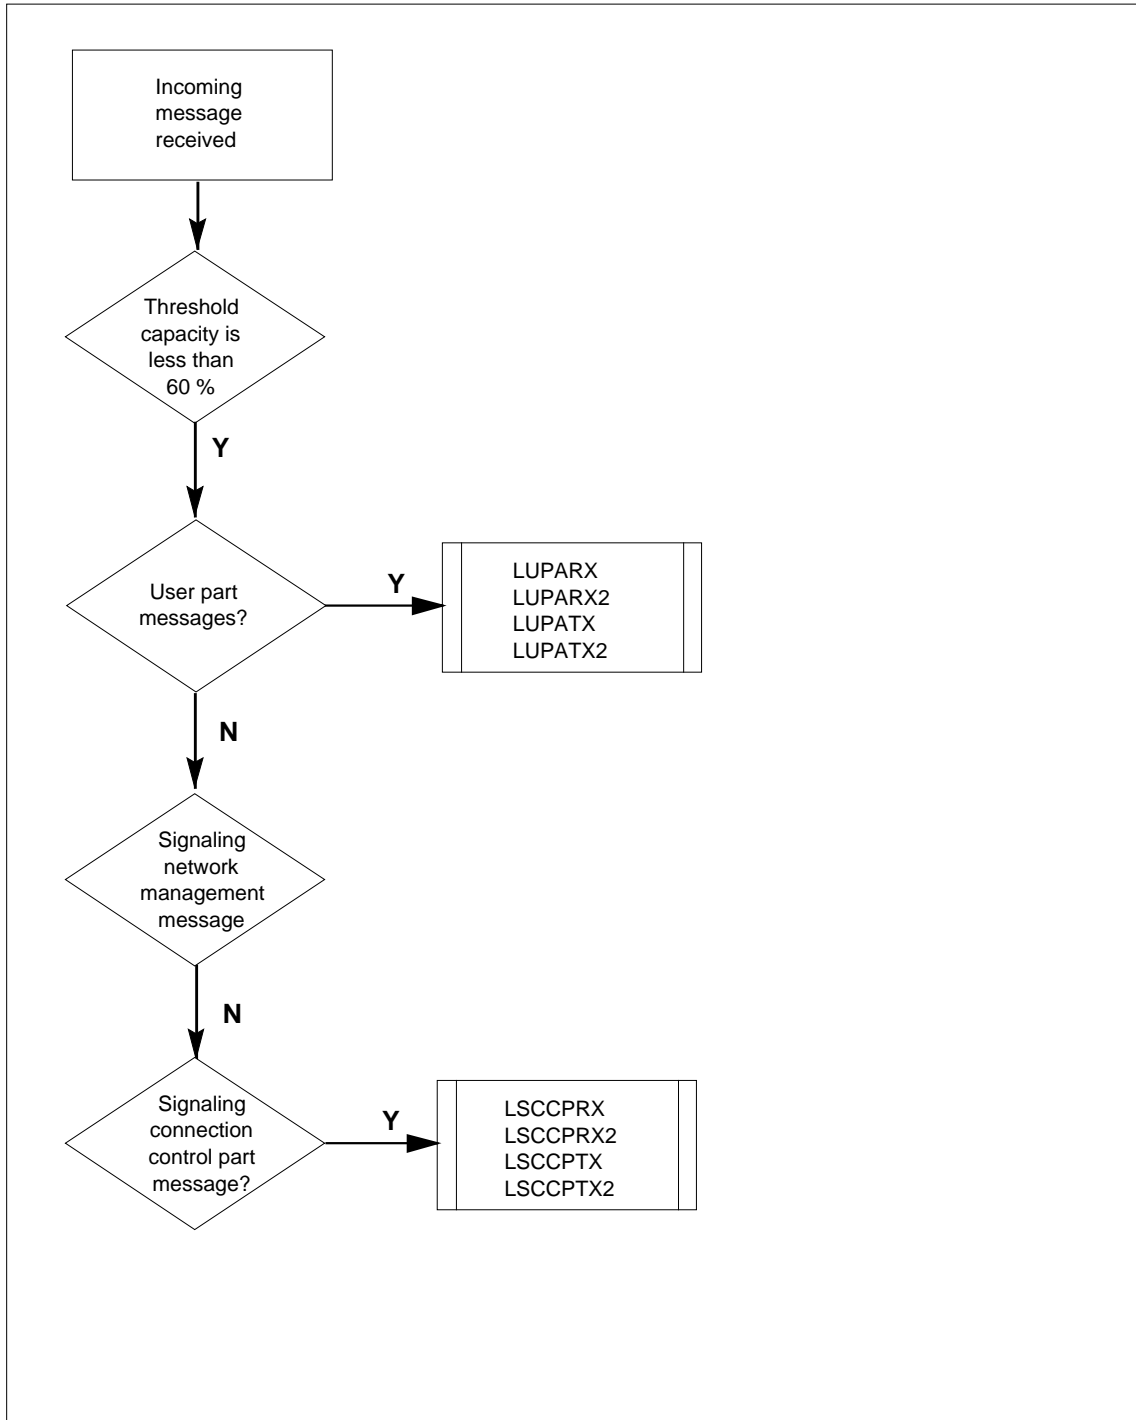 Incoming
message
received
Threshold
capacity is
less than
60 %
Y
User part
messages?
Y
LUPARX
LUPARX2
LUPATX
LUPATX2
N
Signaling
network
management
message
N
Signaling
connection
control part
message?
Y
LSCCPRX
LSCCPRX2
LSCCPTX
LSCCPTX2